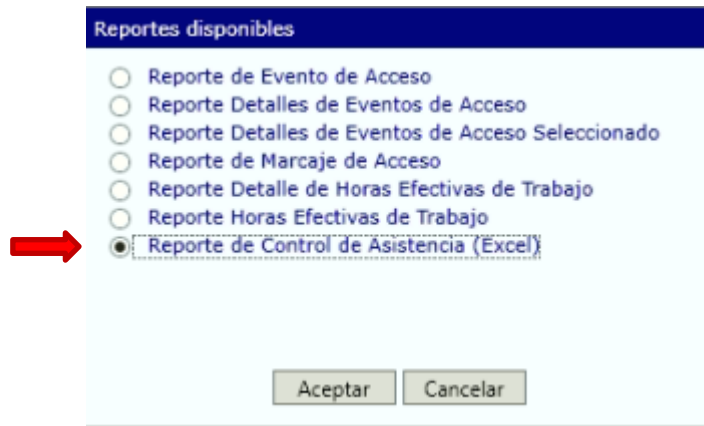 Reportes disponibles
Reporte de Evento de Acceso
Reporte Detalles de Eventos de Acceso
Reporte Detalles de Eventos de Acceso Seleccionado
Reporte de Marcaje de Acceso
Reporte Detalle de Horas Efectivas de Trabajo
Reporte Horas Efectivas de Trabajo
Reporte de Control de Asistencia (Excel)
Aceptar Cancelar